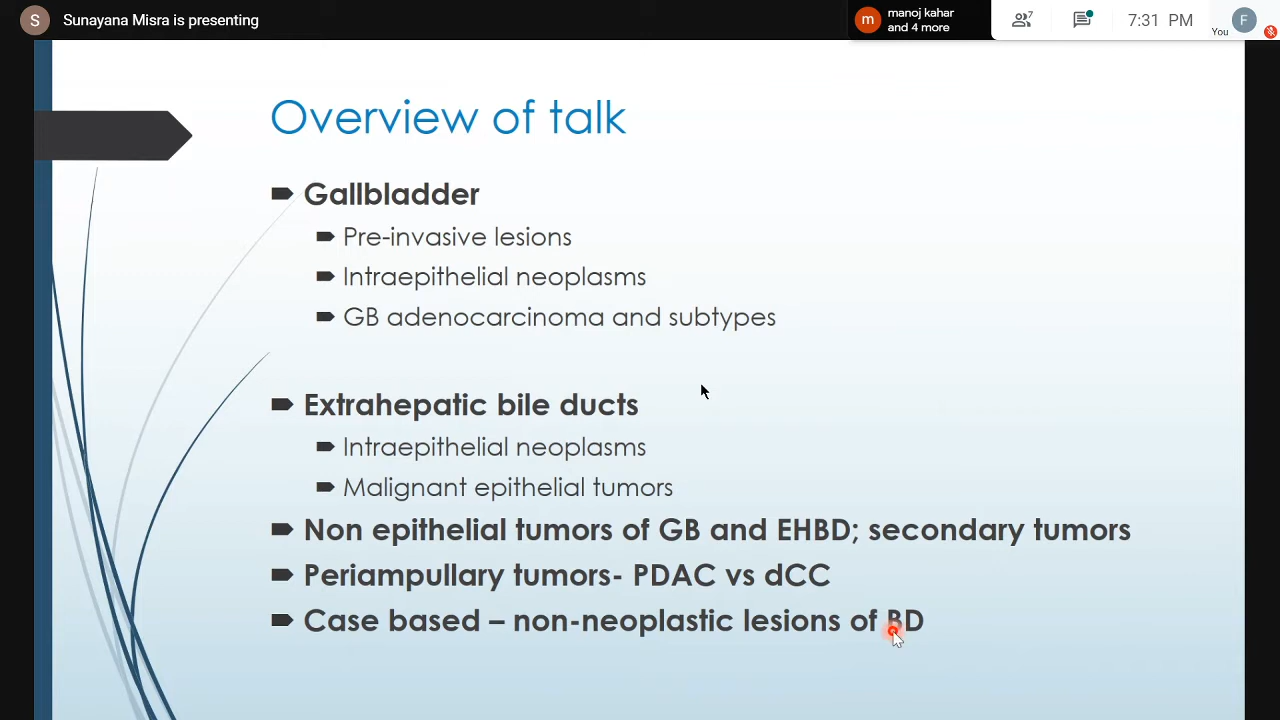 S
Sunayana Misra is presenting
m
manoj kahar
and 4 more
7
7:31 PM
You
F
Overview of talk
Gallbladder
Pre-invasive lesions
Intraepithelial neoplasms
GB adenocarcinoma and subtypes
Extrahepatic bile ducts
Intraepithelial neoplasms
Malignant epithelial tumors
Non epithelial tumors of GB and EHBD; secondary tumors
Periampullary tumors- PDAC vs dCC
Case based – non-neoplastic lesions of BD